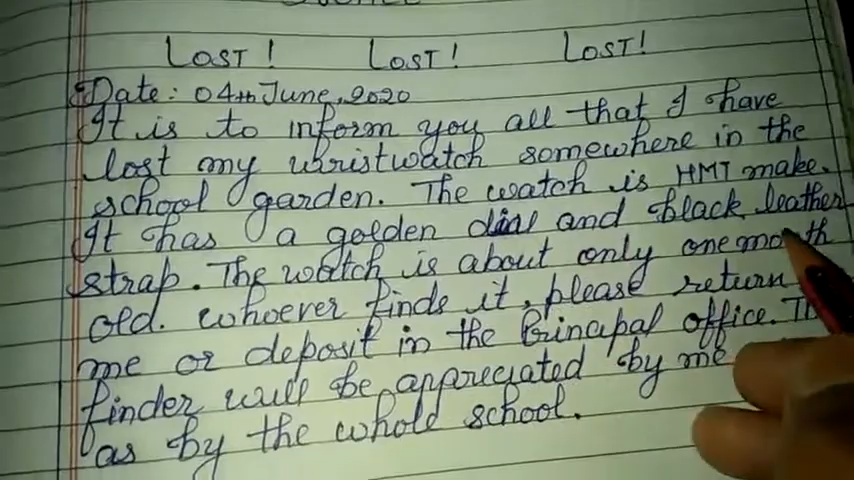 LOST! LOST! LOST!
Date: 04th June, 2020
It is to inform you all that I have
lost my wristwatch somewhere in the
school garden. The watch is HMT make.
It has a golden dial and black leather
strap. The watch is about only one month
old. whoever finds it, please return
me or deposit in the Principal office.
finder will be appreciated by me
as by the whole school.